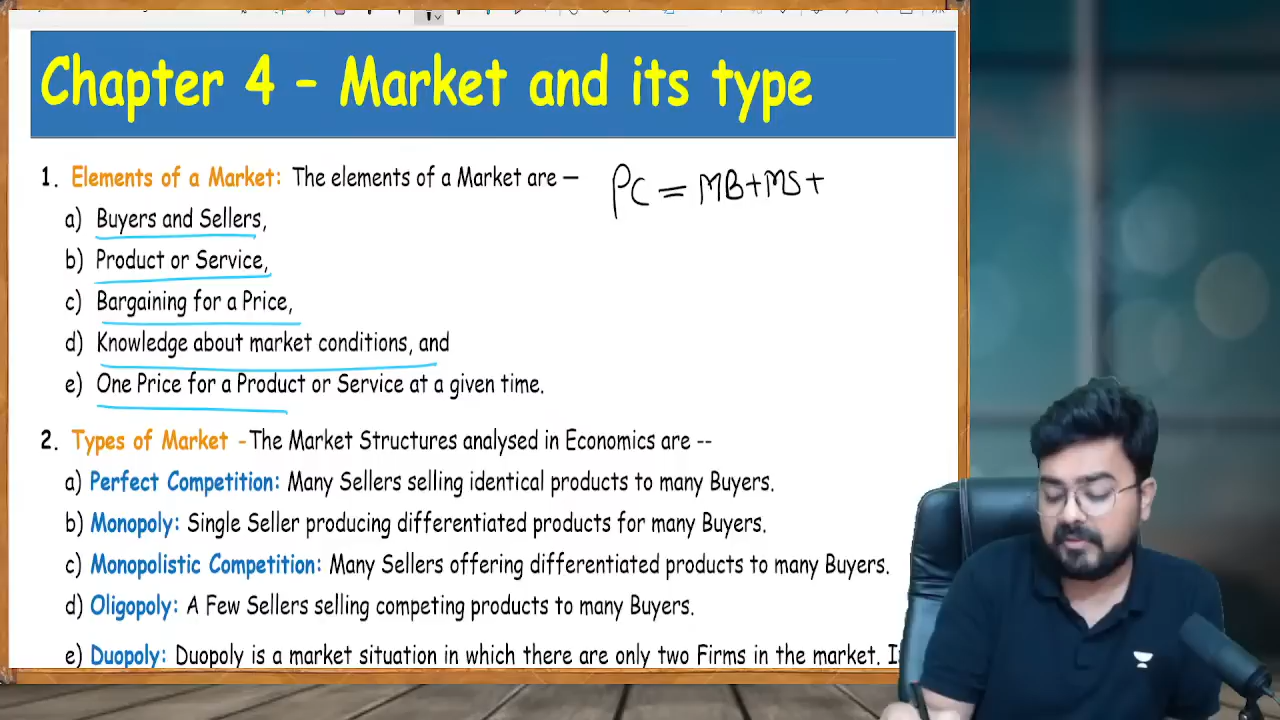 Chapter 4 – Market and its type
1. Elements of a Market: The elements of a Market are –
PC = MB+MS+
a) Buyers and Sellers,
b) Product or Service,
c) Bargaining for a Price,
d) Knowledge about market conditions, and
e) One Price for a Product or Service at a given time.
2. Types of Market -The Market Structures analysed in Economics are --
a) Perfect Competition: Many Sellers selling identical products to many Buyers.
b) Monopoly: Single Seller producing differentiated products for many Buyers.
c) Monopolistic Competition: Many Sellers offering differentiated products to many Buyers.
d) Oligopoly: A Few Sellers selling competing products to many Buyers.
e) Duopoly: Duopoly is a market situation in which there are only two Firms in the market.